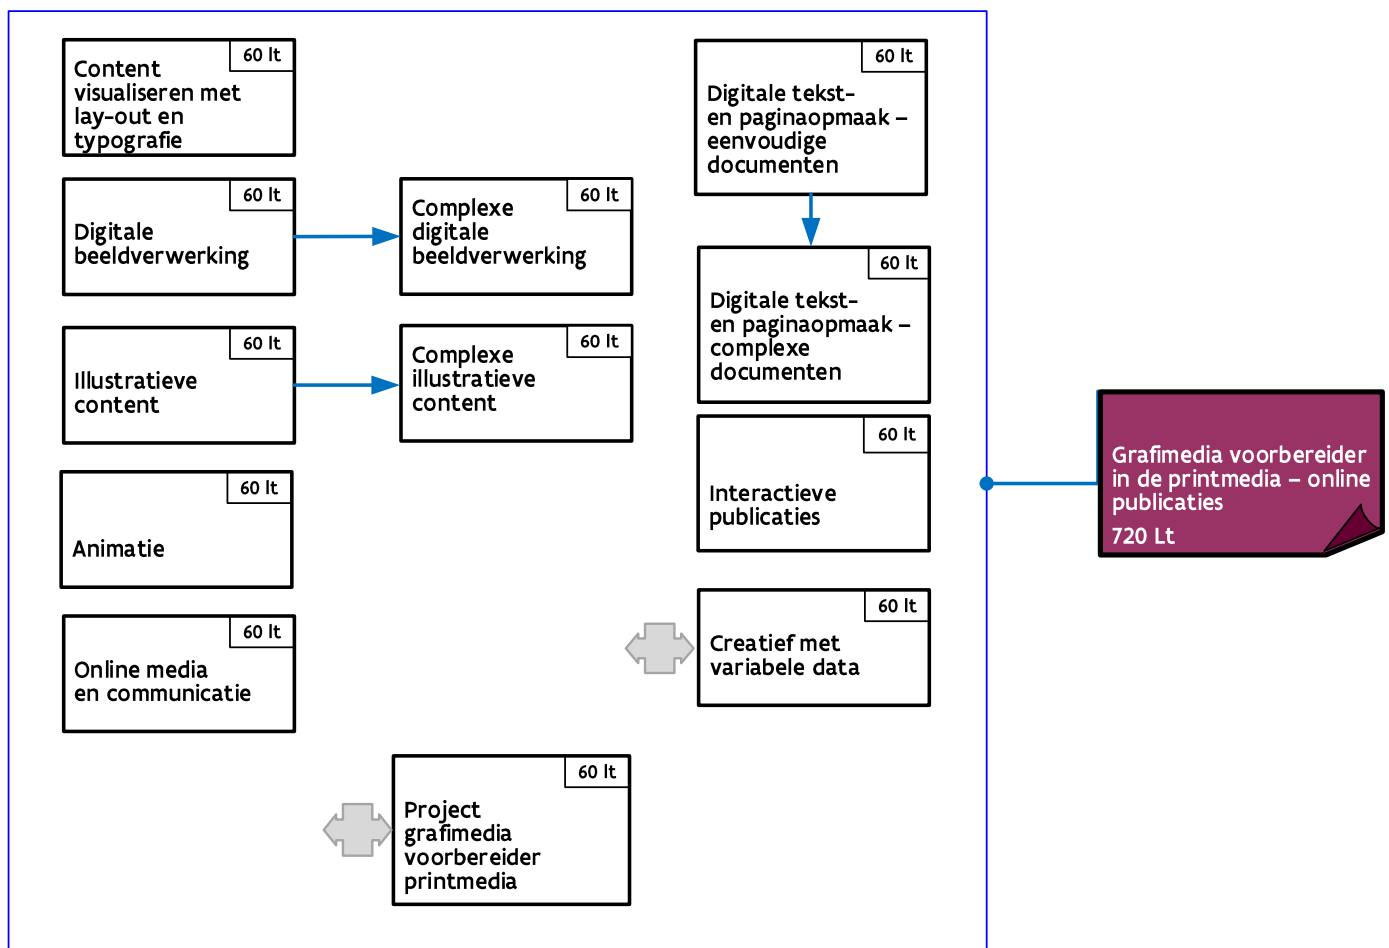 60 lt
Content
visualiseren met
lay-out en
typografie
60 lt
Digitale
beeldverwerking
60 lt
Complexe
digitale
beeldverwerking
60 lt
Illustratieve
content
60 lt
Complexe
illustratieve
content
60 lt
Animatie
60 lt
Online media
en communicatie
60 lt
Digitale tekst-
en paginaopmaak –
eenvoudige
documenten
60 lt
Digitale tekst-
en paginaopmaak –
complexe
documenten
60 lt
Interactieve
publicaties
60 lt
Creatief met
variabele data
60 lt
Project
grafimedia
voorbereider
printmedia
Grafimedia voorbereider
in de printmedia – online
publicaties
720 Lt